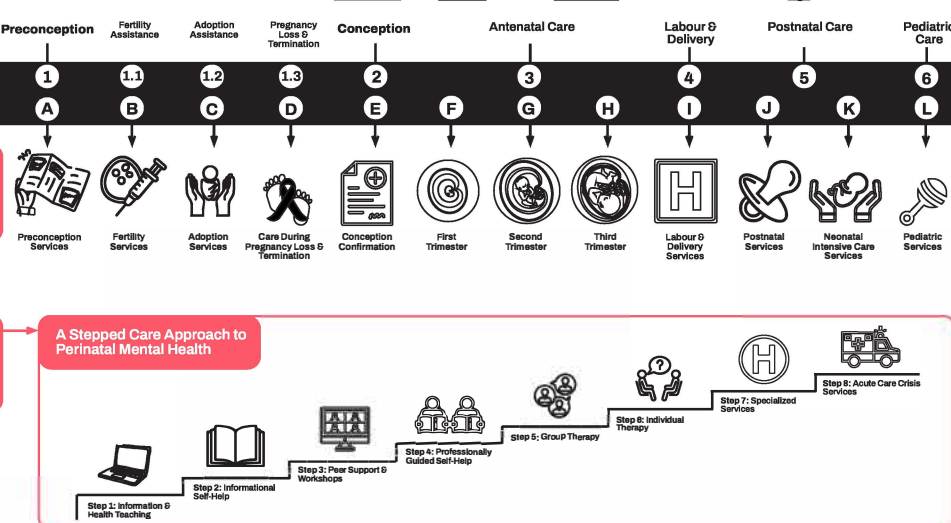 Preconception
Fertility
Assistance
Adoption
Assistance
Pregnancy
Loss &
Termination
Conception
Antenatal Care
Labour &
Delivery
Postnatal Care
Pediatric
Care
1 1.1 1.2 1.3 2 3 4 5 6
A B C D E F G H I J K L
Preconception
Services
Fertility
Services
Adoption
Services
Care During
Pregnancy Loss &
Termination
Conception
Confirmation
First
Trimester
Second
Trimester
Third
Trimester
H
Labour &
Delivery
Services
Postnatal
Services
Neonatal
Intensive Care
Services
Pediatric
Services
A Stepped Care Approach to
Perinatal Mental Health
Step 1: Information &
Health Teaching
Step 2: Informational
Self-Help
Step 3: Peer Support &
Workshops
Step 4: Professionally
Guided Self-Help
Step 5: Group Therapy
?
Step 6: Individual
Therapy
H
Step 7: Specialized
Services
Step 8: Acute Care Crisis
Services